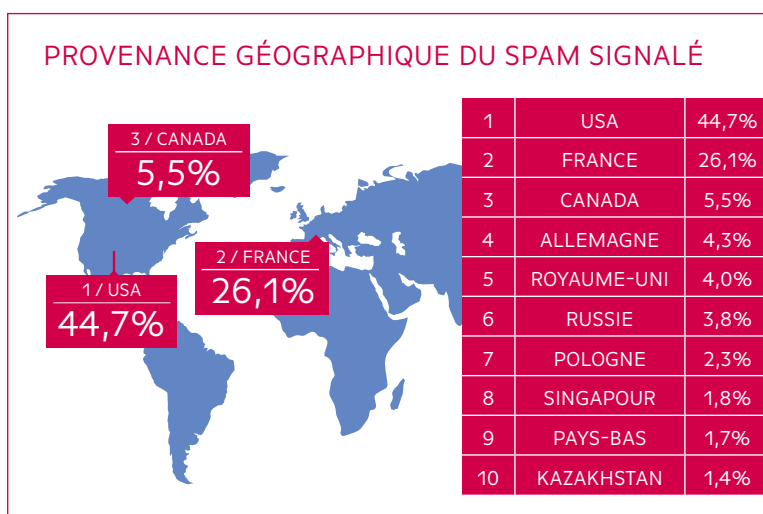 PROVENANCE GÉOGRAPHIQUE DU SPAM SIGNALÉ
3 / CANADA
5,5%
2 / FRANCE
26,1%
1 / USA
44,7%
1 USA 44,7%
2 FRANCE 26,1%
3 CANADA 5,5%
4 ALLEMAGNE 4,3%
5 ROYAUME-UNI 4,0%
6 RUSSIE 3,8%
7 POLOGNE 2,3%
8 SINGAPOUR 1,8%
9 PAYS-BAS 1,7%
10 KAZAKHSTAN 1,4%